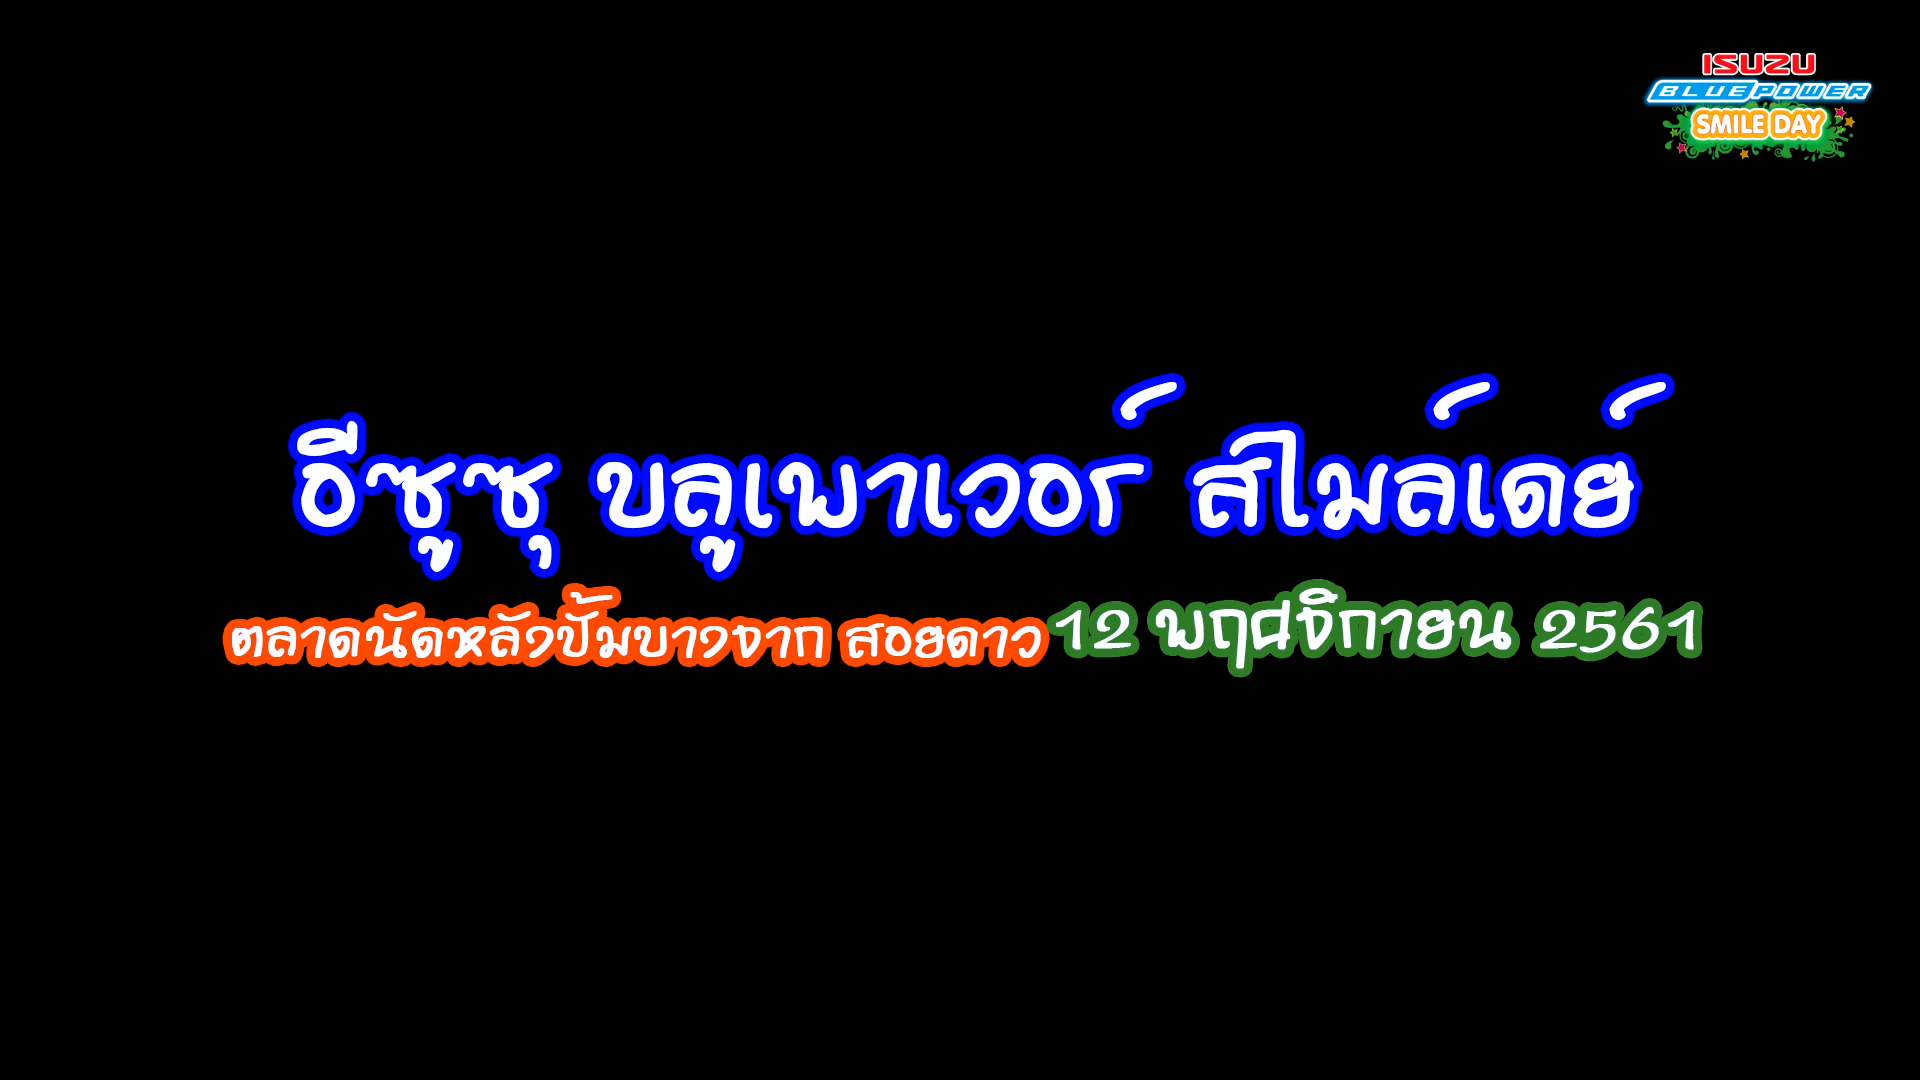 ISUZU
BLUEPOWER
SMILE DAY
อีซูซุ บลูเพาเวอร์ สไมล์เดย์
ตลาดนัดหลังปั้มบางจาก สอยดาว 12 พฤศจิกายน 2561